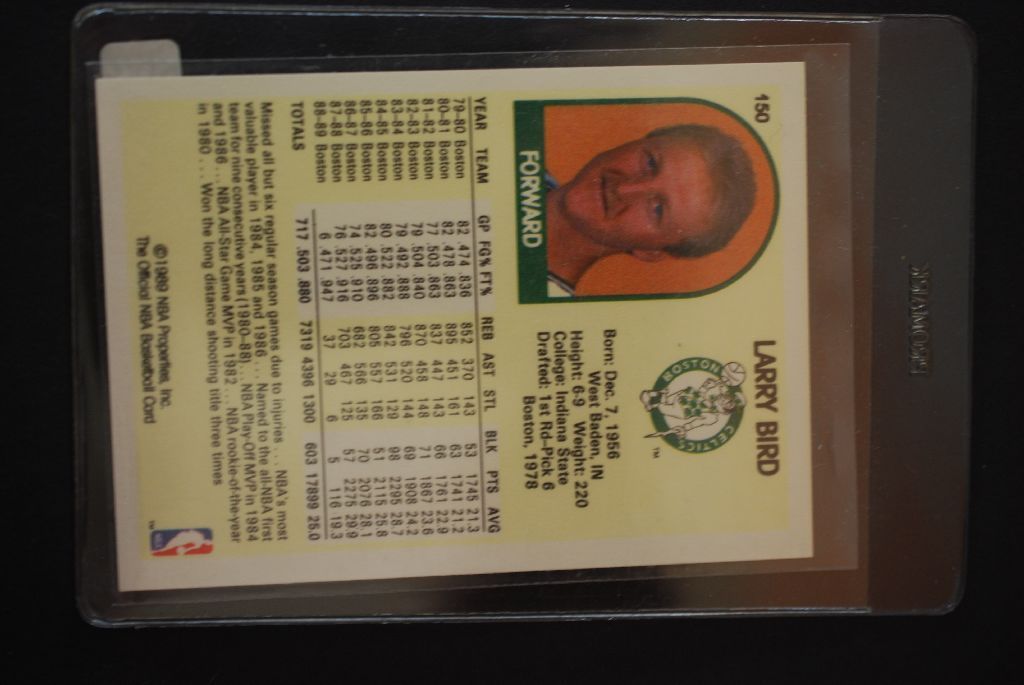 150
LARRY BIRD
BOSTON
CELTICS
TM
FORWARD
Born: Dec. 7, 1956
West Baden, IN
Height: 6-9 Weight: 220
College: Indiana State
Drafted: 1st Rd-Pick 6
Boston, 1978
YEAR TEAM GP FG% FT% REB AST STL BLK PTS AVG
79-80 Boston 82 .474 .836 852 370 143 53 1745 21.3
80-81 Boston 82 .478 .863 895 451 161 63 1741 21.2
81-82 Boston 77 .503 .863 837 447 143 66 1761 22.9
82-83 Boston 79 .504 .840 870 458 148 71 1867 23.6
83-84 Boston 79 .492 .888 796 520 144 69 1908 24.2
84-85 Boston 80 .522 .882 842 531 129 98 2295 28.7
85-86 Boston 82 .496 .896 805 557 166 51 2115 25.8
86-87 Boston 74 .525 .910 682 566 135 70 2076 28.1
87-88 Boston 76 .527 .916 703 467 125 57 2275 29.9
88-89 Boston 6 .471 .947 37 29 6 5 116 19.3
TOTALS 717 .503 .880 7319 4396 1300 603 17899 25.0
Missed all but six regular season games due to injuries ... NBA's most
valuable player in 1984, 1985 and 1986 ... Named to the all-NBA first
team for nine consecutive years (1980-88) ... NBA Play-Off MVP in 1984
and 1986 ... NBA All-Star Game MVP in 1982 ... NBA rookie-of-the-year
in 1980 ... Won the long distance shooting title three times
©1989 NBA Properties, Inc.
The Official NBA Basketball Card
NBA
TM